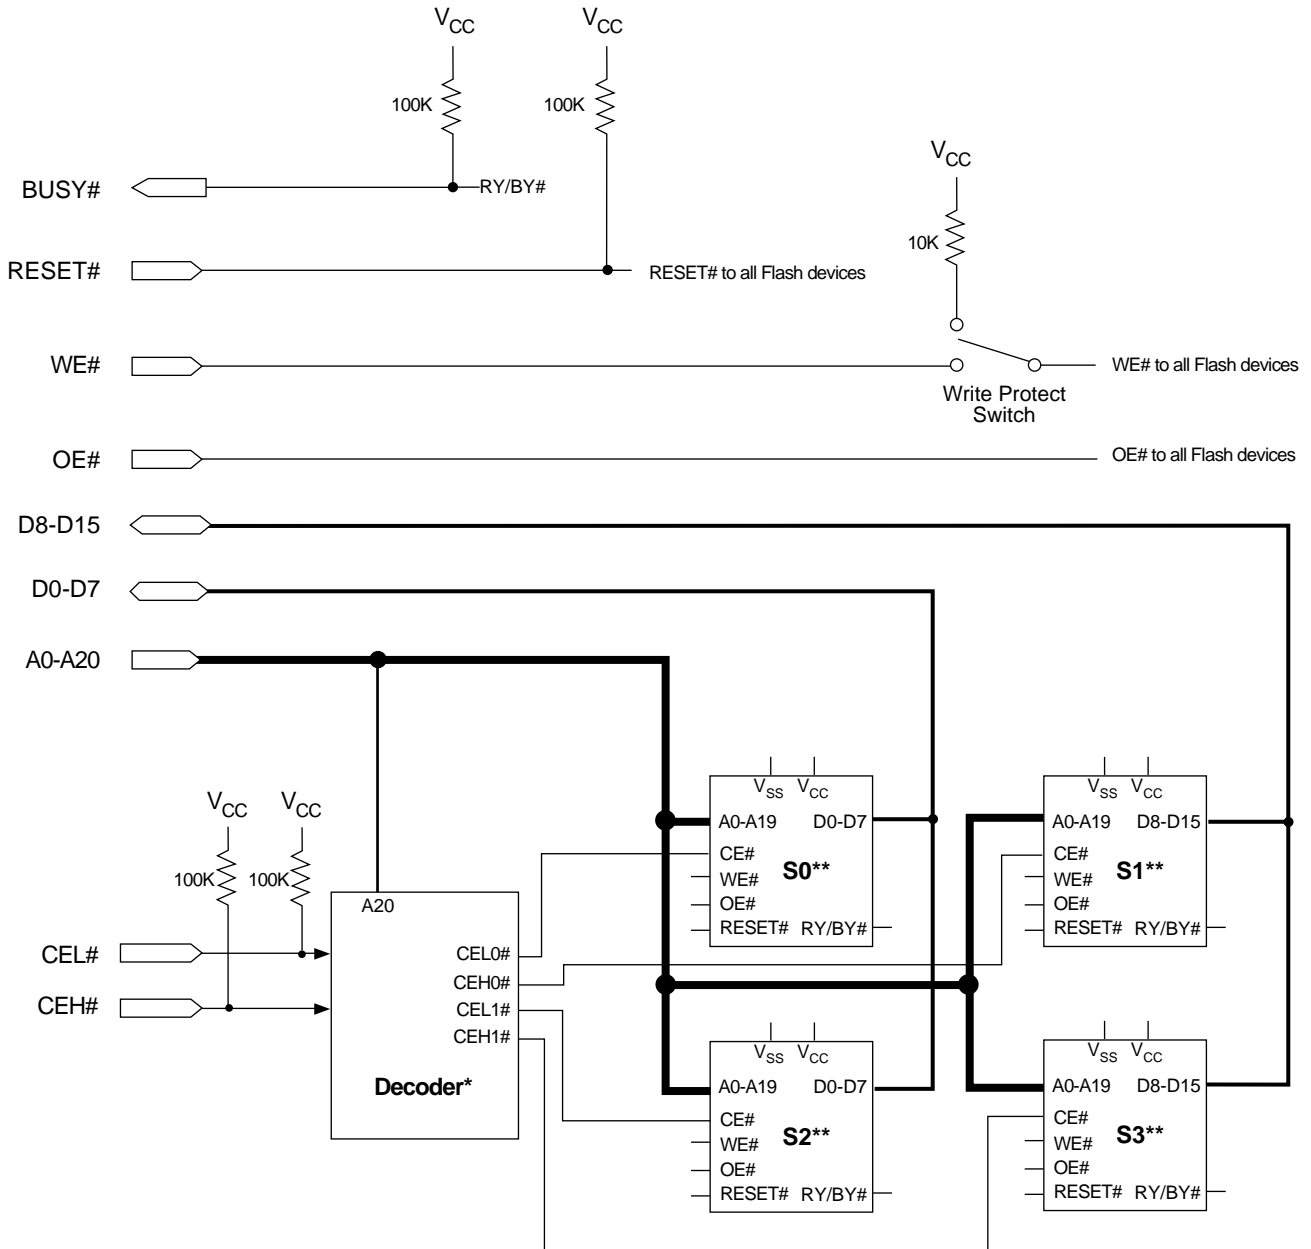 VCC VCC
100K 100K
VCC
BUSY# RY/BY#
10K
RESET# RESET# to all Flash devices
WE# WE# to all Flash devices
Write Protect
Switch
OE# OE# to all Flash devices
D8-D15
D0-D7
A0-A20
VSS VCC VSS VCC
VCC VCC
A0-A19 D0-D7 A0-A19 D8-D15
CE# CE#
S0** S1**
100K 100K WE# WE#
A20 OE# OE#
RESET# RY/BY# RESET# RY/BY#
CEL# CEL0#
CEH0#
CEH# CEL1#
CEH1#
VSS VCC VSS VCC
Decoder* A0-A19 D0-D7 A0-A19 D8-D15
CE# CE#
S2** S3**
WE# WE#
OE# OE#
RESET# RY/BY# RESET# RY/BY#